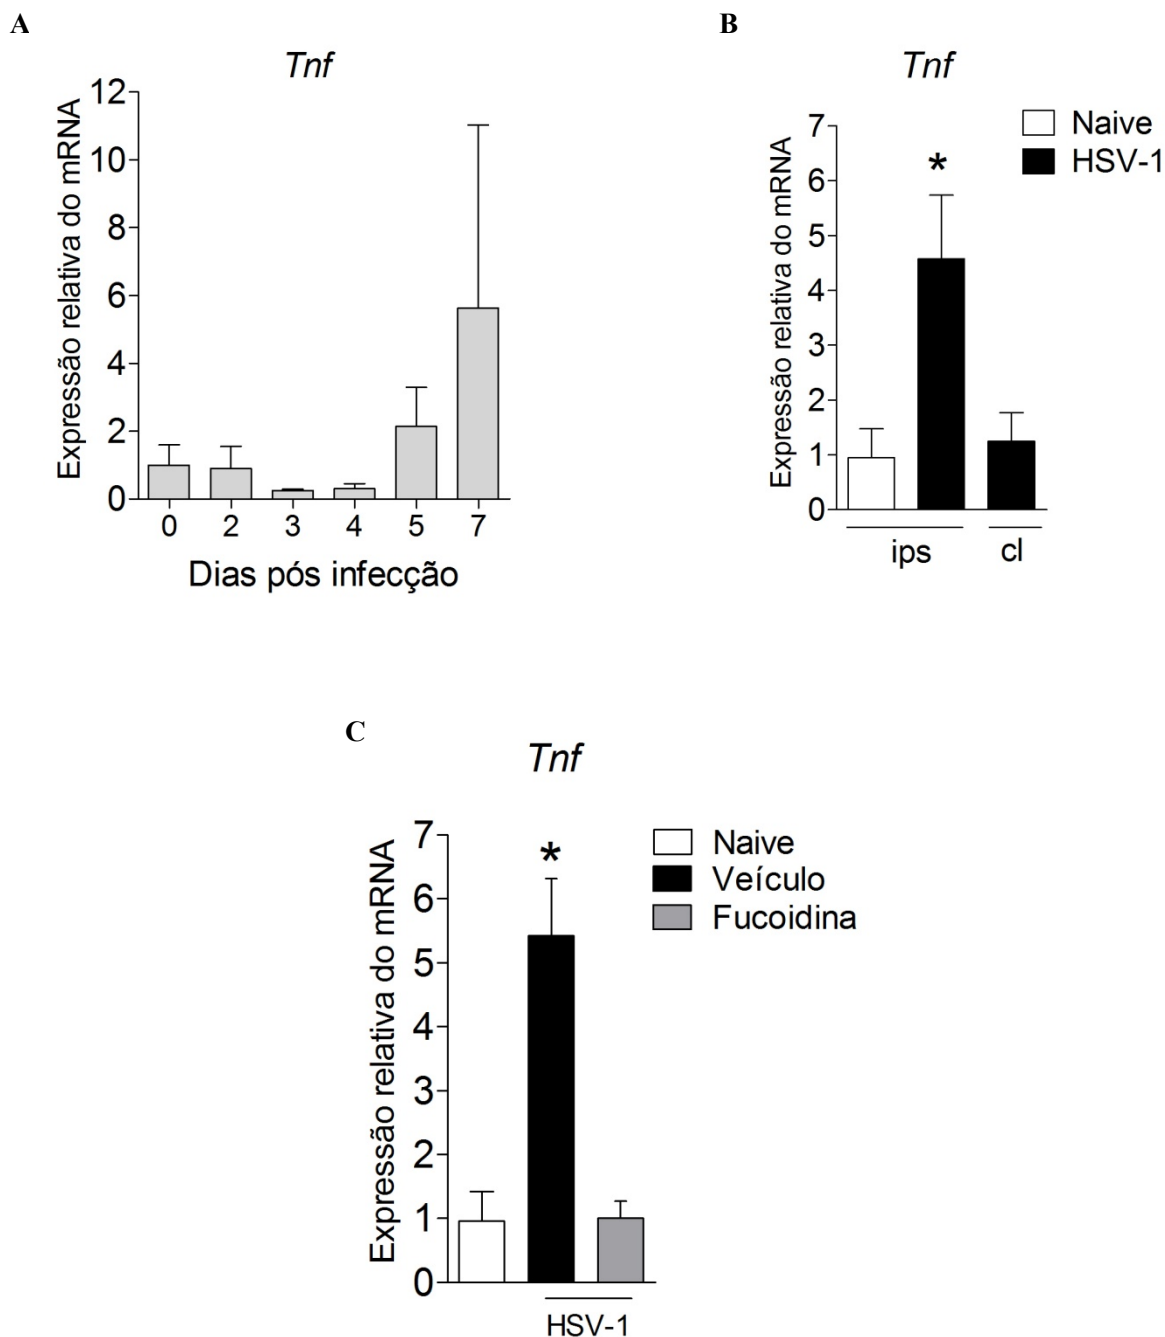 A
Tnf
Expressão relativa do mRNA
12
10
8
6
4
2
0
0 2 3 4 5 7
Dias pós infecção
B
Tnf
Expressão relativa do mRNA
7
6
5
4
3
2
1
0
*
Naive
HSV-1
ips cl
C
Tnf
Expressão relativa do mRNA
7
6
5
4
3
2
1
0
*
Naive
Veículo
Fucoidina
HSV-1